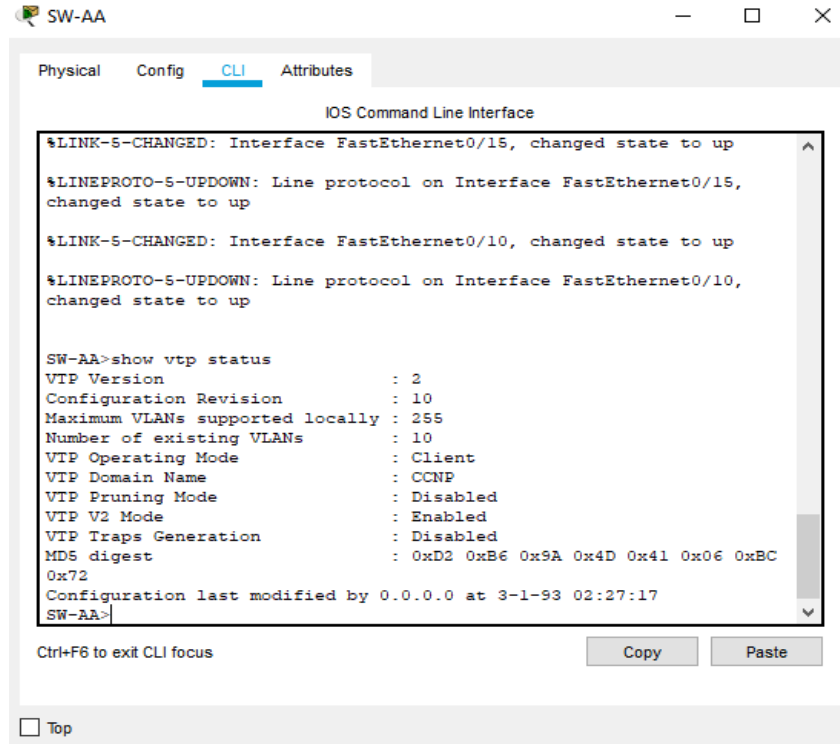 SW-AA
Physical Config CLI Attributes
IOS Command Line Interface
%LINK-5-CHANGED: Interface FastEthernet0/15, changed state to up
%LINEPROTO-5-UPDOWN: Line protocol on Interface FastEthernet0/15,
changed state to up
%LINK-5-CHANGED: Interface FastEthernet0/10, changed state to up
%LINEPROTO-5-UPDOWN: Line protocol on Interface FastEthernet0/10,
changed state to up
SW-AA>show vtp status
VTP Version : 2
Configuration Revision : 10
Maximum VLANs supported locally : 255
Number of existing VLANs : 10
VTP Operating Mode : Client
VTP Domain Name : CCNP
VTP Pruning Mode : Disabled
VTP V2 Mode : Enabled
VTP Traps Generation : Disabled
MD5 digest : 0xD2 0xB6 0x9A 0x4D 0x41 0x06 0xBC
0x72
Configuration last modified by 0.0.0.0 at 3-1-93 02:27:17
SW-AA>
Ctrl+F6 to exit CLI focus
Copy Paste
Top